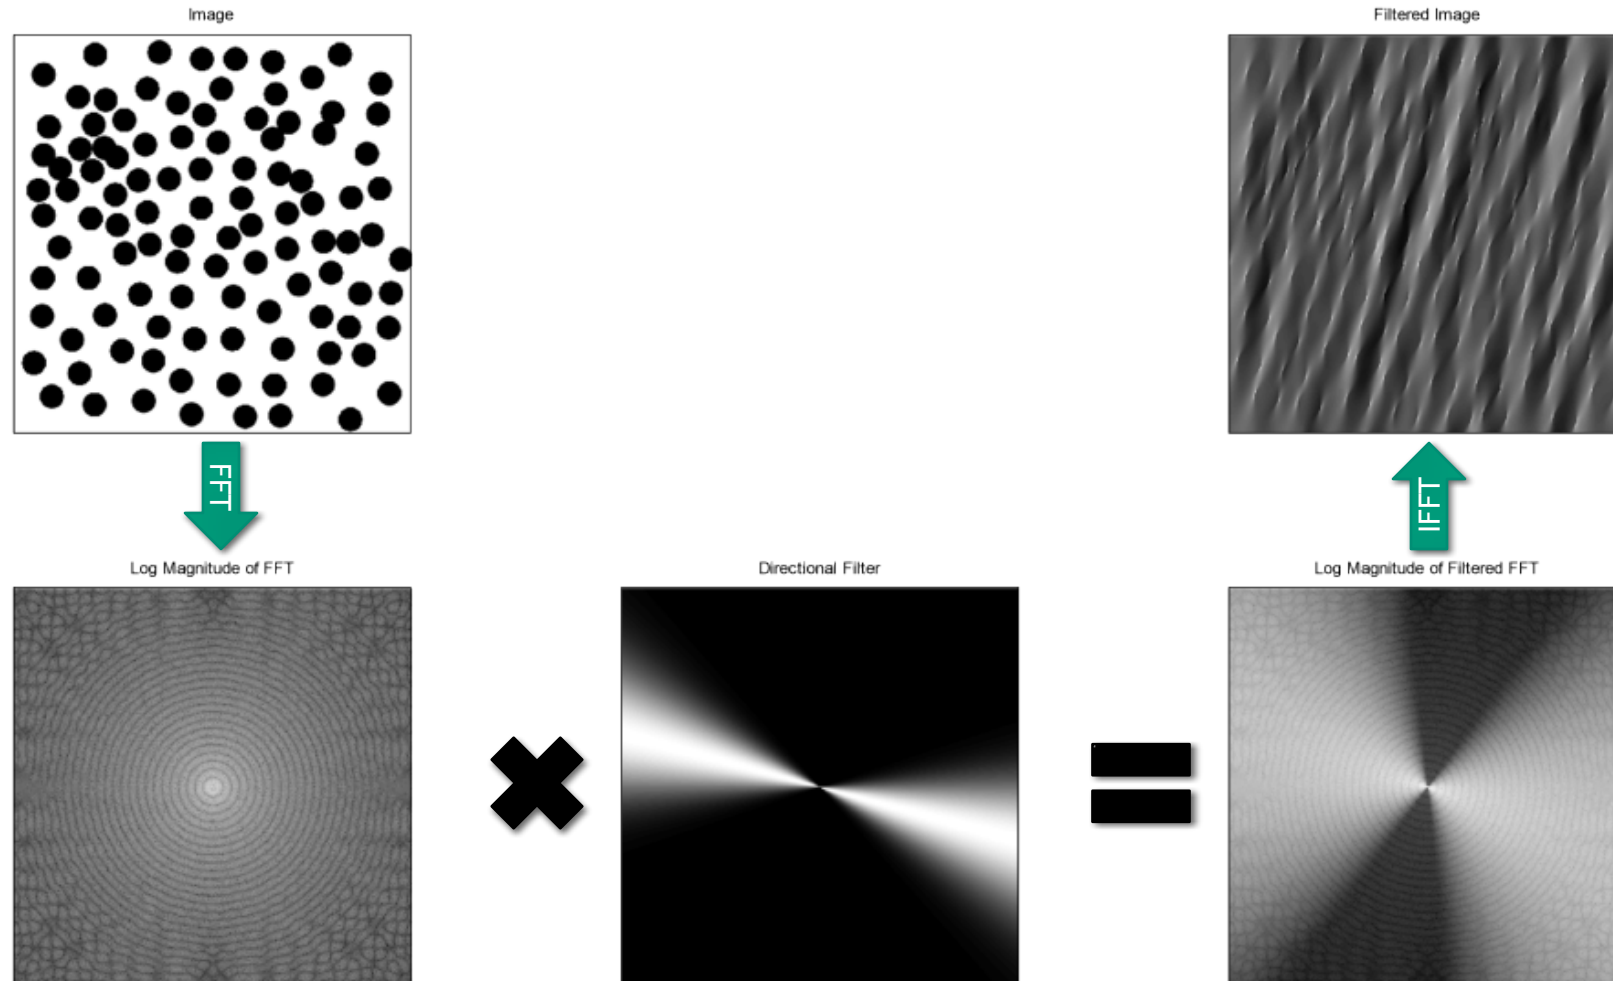 Image
Filtered Image
FFT
IFFT
Log Magnitude of FFT
Directional Filter
Log Magnitude of Filtered FFT